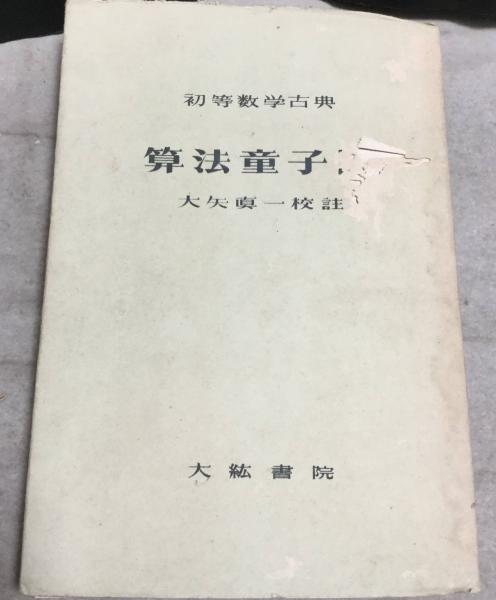 初等数学古典
算法童子
大矢眞一校註
大紘書院